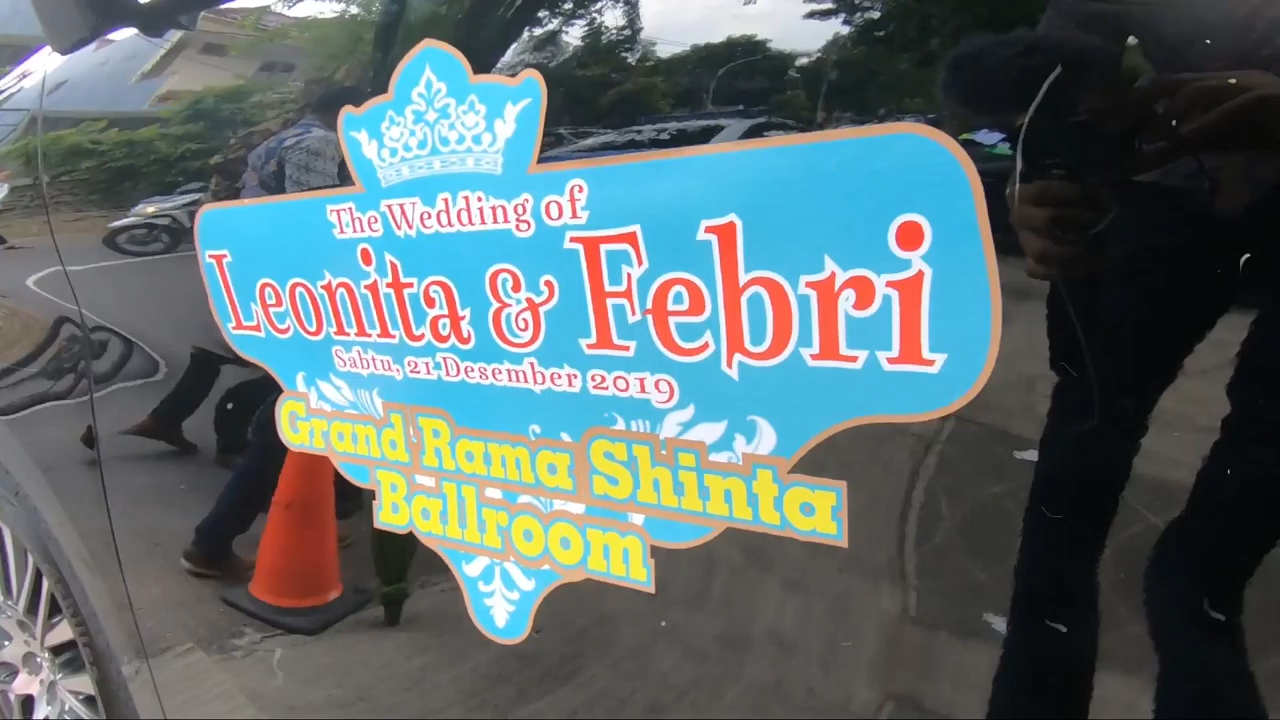 The Wedding of
Leonita & Febri
Sabtu, 21 Desember 2019
Grand Rama Shinta
Ballroom